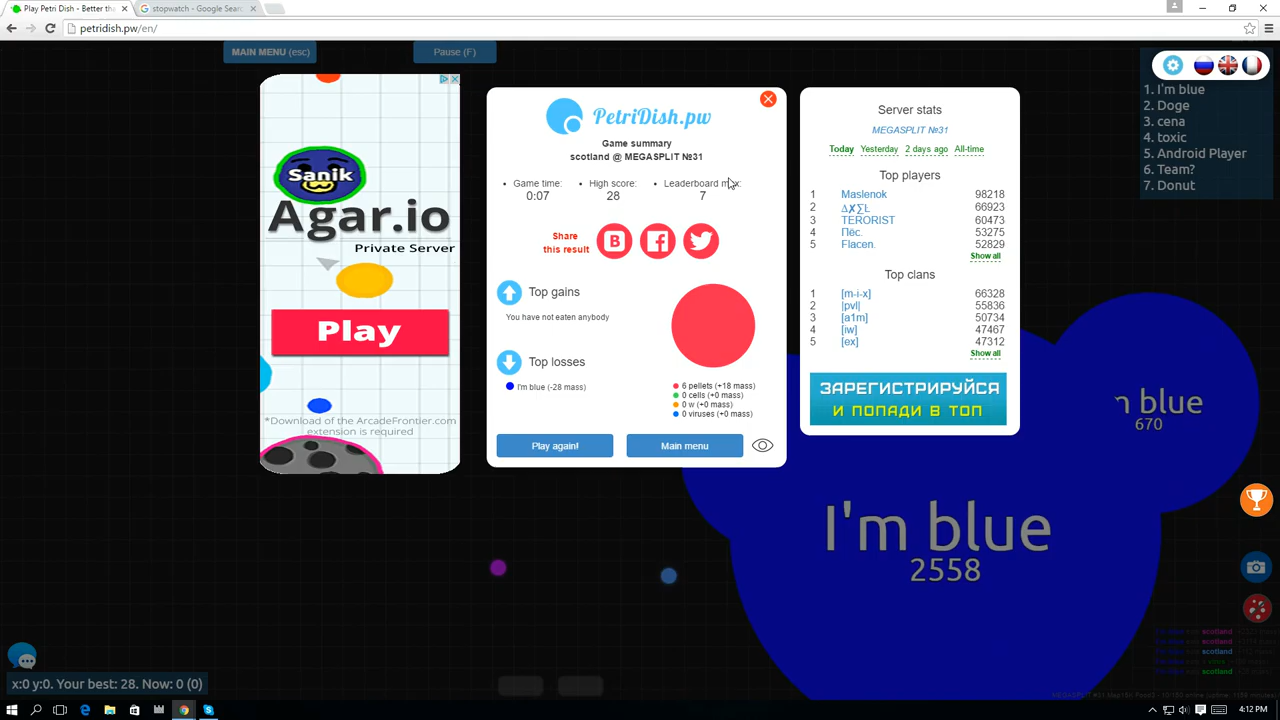 Play Petri Dish - Better tha
stopwatch - Google Sear
petridish.pw/en/
MAIN MENU (esc)
Pause (F)
1. I'm blue
2. Doge
3. cena
4. toxic
5. Android Player
6. Team?
7. Donut
Sanik
Agar.io
Private Server
Play
*Download of the ArcadeFrontier.com
extension is required
PetriDish.pw
Game summary
scotland @ MEGASPLIT №31
Game time:
0:07
High score:
28
Leaderboard max:
7
Share
this result
B
Top gains
You have not eaten anybody
Top losses
I'm blue (-28 mass)
6 pellets (+18 mass)
0 cells (+0 mass)
0 w (+0 mass)
0 viruses (+0 mass)
Play again!
Main menu
Server stats
MEGASPLIT №31
Today Yesterday 2 days ago All-time
Top players
1 Maslenok 98218
2 ΔҲ∑Ł 66923
3 TERORIST 60473
4 Пёс. 53275
5 Flacen. 52829
Show all
Top clans
1 [m-i-x] 66328
2 |pvl| 55836
3 [a1m] 50734
4 [iw] 47467
5 [ex] 47312
Show all
ЗАРЕГИСТРИРУЙСЯ
И ПОПАДИ В ТОП
n blue
670
I'm blue
2558
x:0 y:0. Your best: 28. Now: 0 (0)
4:12 PM